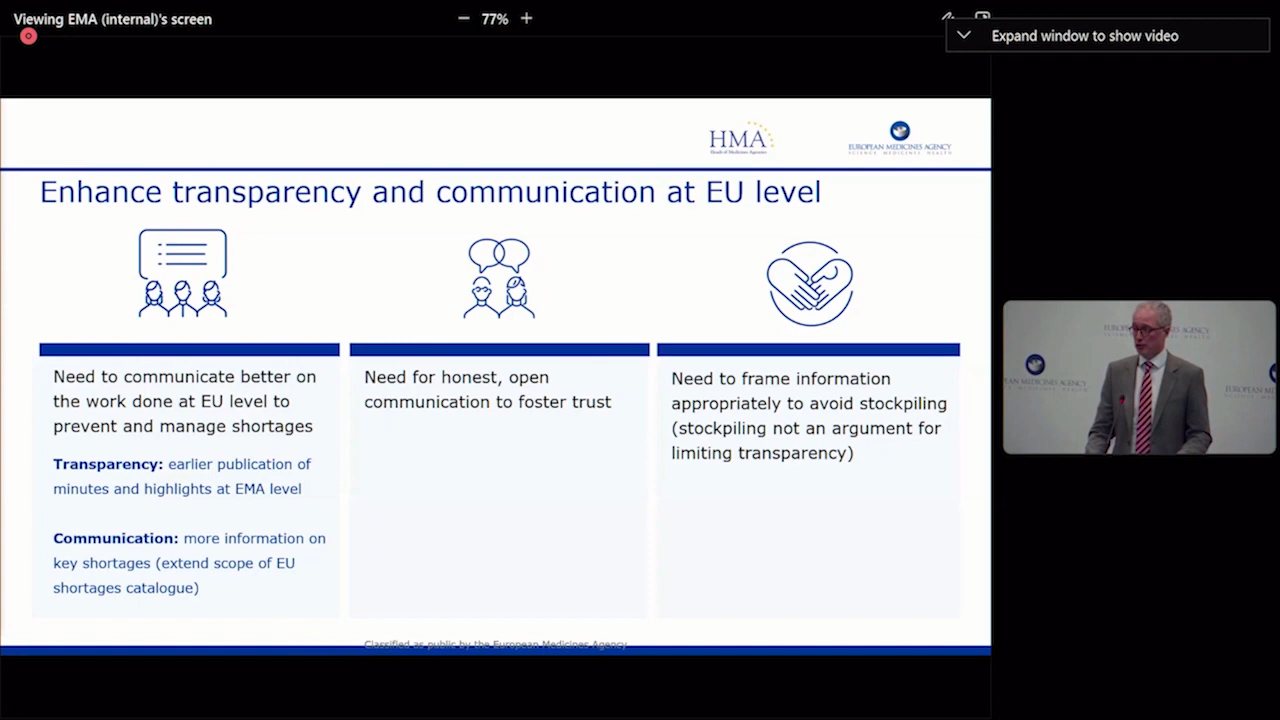 Viewing EMA (internal)'s screen
77%
Expand window to show video
HMA
Heads of Medicines Agencies
EUROPEAN MEDICINES AGENCY
SCIENCE MEDICINES HEALTH
Enhance transparency and communication at EU level
Need to communicate better on
the work done at EU level to
prevent and manage shortages
Transparency: earlier publication of
minutes and highlights at EMA level
Communication: more information on
key shortages (extend scope of EU
shortages catalogue)
Need for honest, open
communication to foster trust
Need to frame information
appropriately to avoid stockpiling
(stockpiling not an argument for
limiting transparency)
Classified as public by the European Medicines Agency